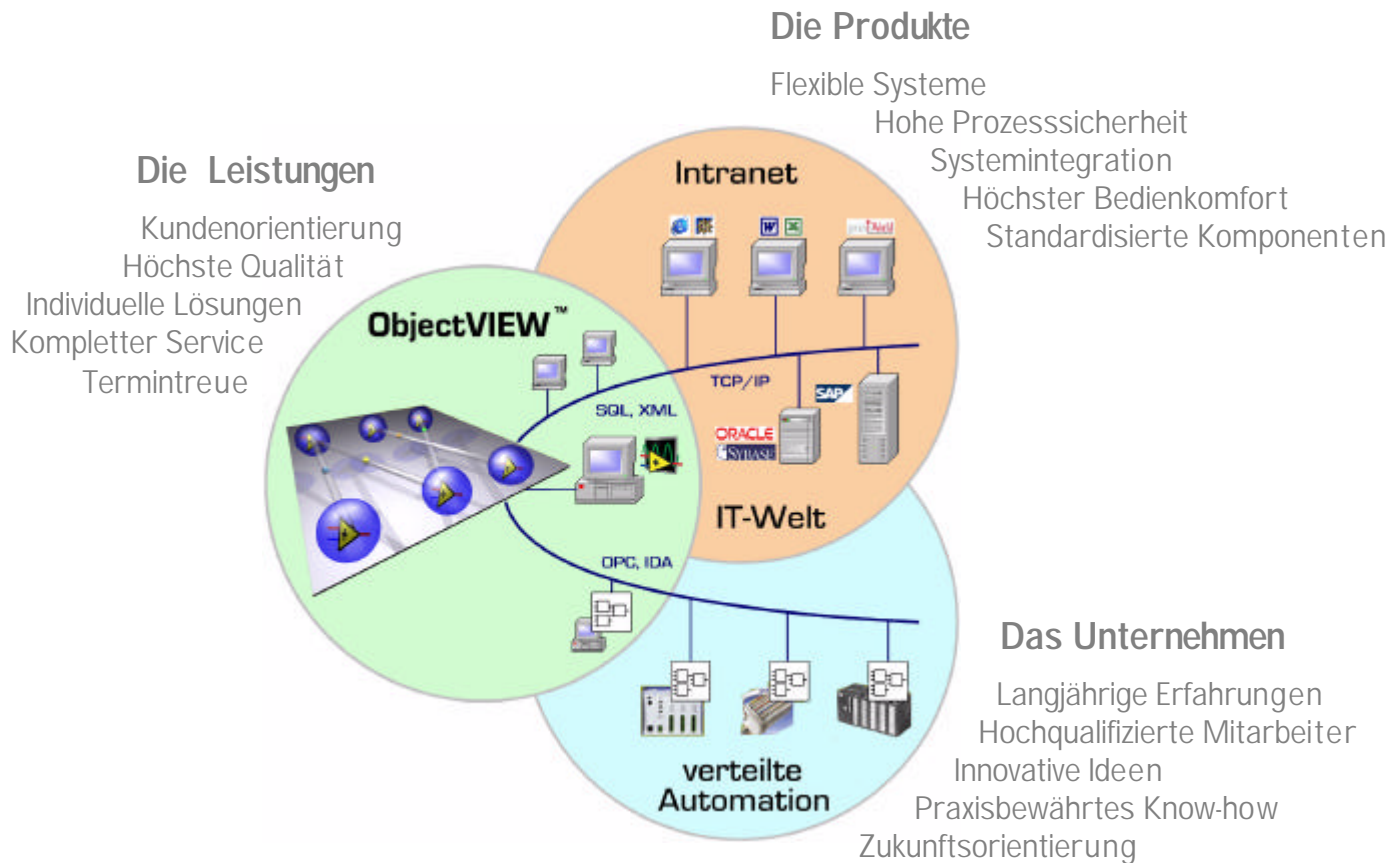 Die Produkte
Flexible Systeme
Hohe Prozesssicherheit
Systemintegration
Höchster Bedienkomfort
Standardisierte Komponenten
Die Leistungen
Kundenorientierung
Höchste Qualität
Individuelle Lösungen
Kompletter Service
Termintreue
Intranet
ObjectVIEW™
TCP/IP
SQL, XML
SAP
ORACLE
SYBASE
IT-Welt
OPC, IDA
verteilte
Automation
Das Unternehmen
Langjährige Erfahrungen
Hochqualifizierte Mitarbeiter
Innovative Ideen
Praxisbewährtes Know-how
Zukunftsorientierung